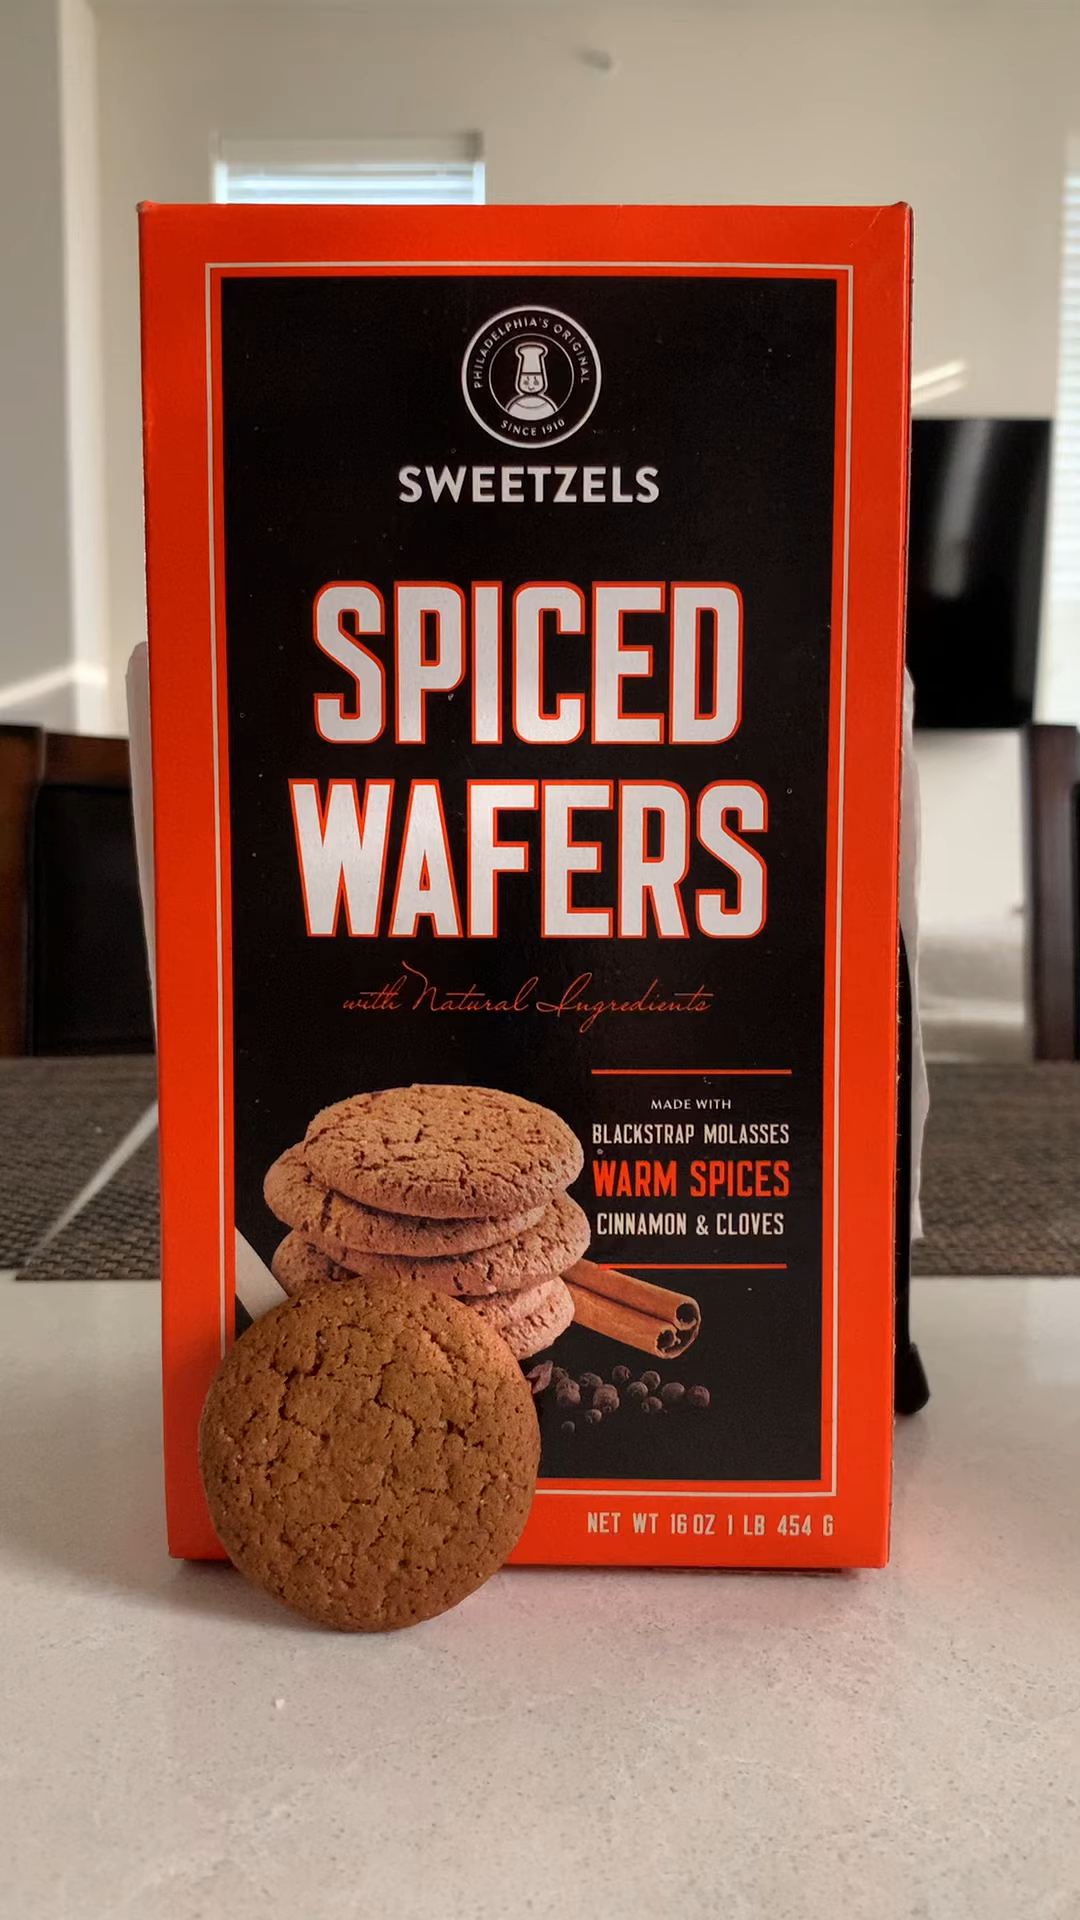 PHILADELPHIA'S ORIGINAL
SINCE 1910
SWEETZELS
SPICED
WAFERS
with Natural Ingredients
MADE WITH
BLACKSTRAP MOLASSES
WARM SPICES
CINNAMON & CLOVES
NET WT 16 OZ 1 LB 454 G